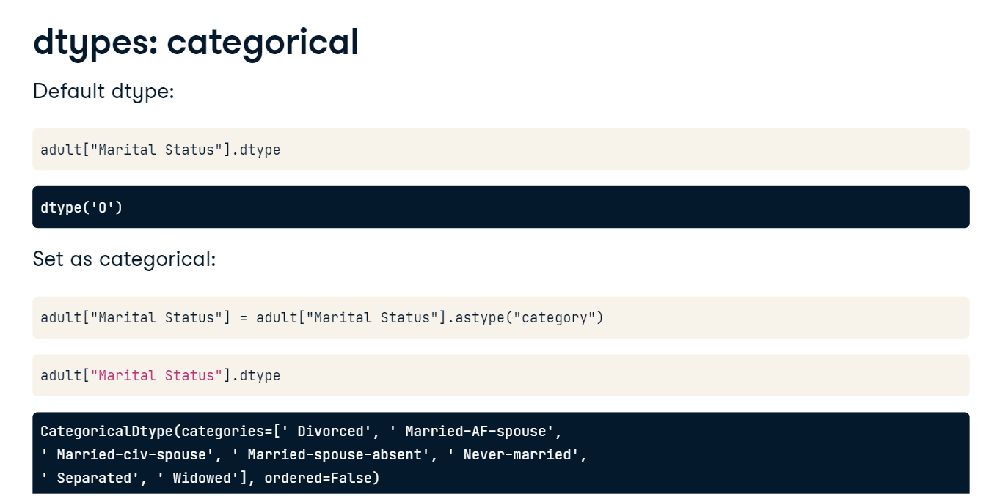 dtypes: categorical
Default dtype:
adult["Marital Status"].dtype
dtype('O')
Set as categorical:
adult["Marital Status"] = adult["Marital Status"].astype("category")
adult["Marital Status"].dtype
CategoricalDtype(categories=[' Divorced', ' Married-AF-spouse',
' Married-civ-spouse', ' Married-spouse-absent', ' Never-married',
' Separated', ' Widowed'], ordered=False)